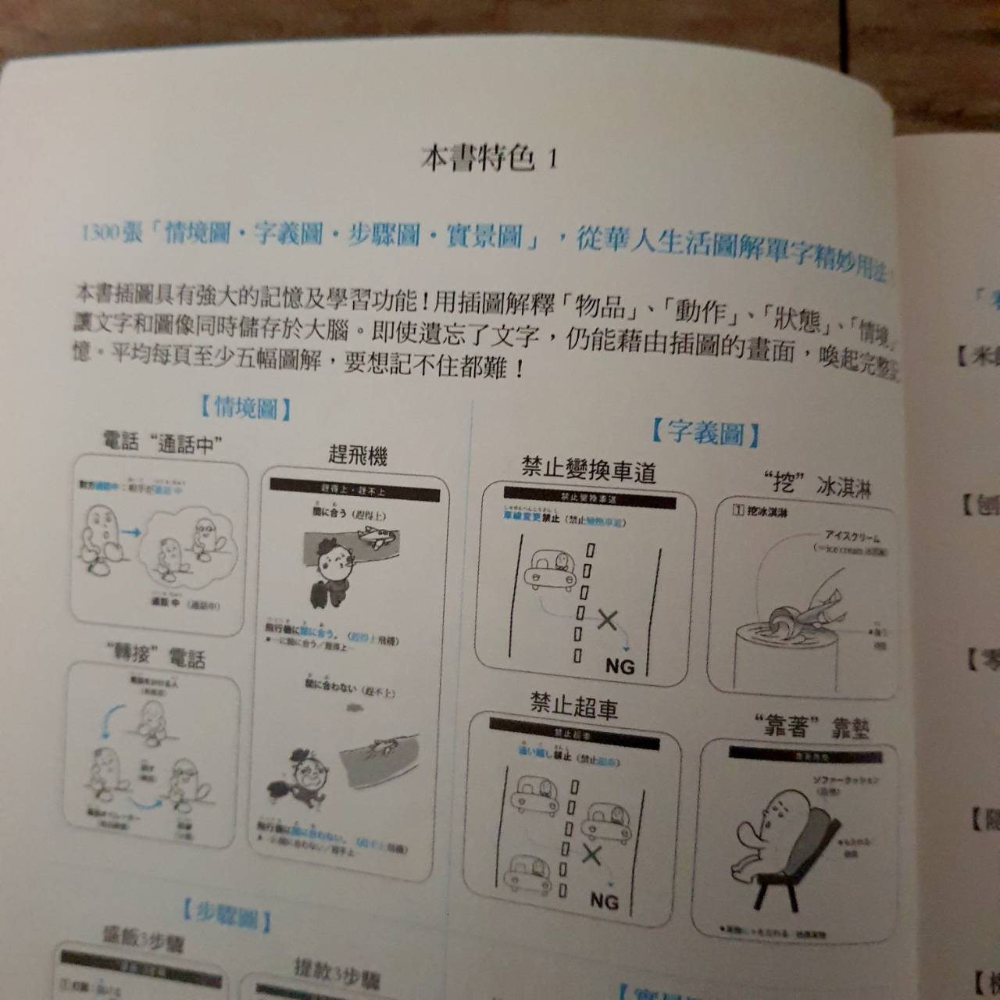 本書特色 1
1300張「情境圖・字義圖・步驟圖・實景圖」，從華人生活圖解單字精妙用法！
本書插圖具有強大的記憶及學習功能！用插圖解釋「物品」、「動作」、「狀態」、「情境」
讓文字和圖像同時儲存於大腦。即使遺忘了文字，仍能藉由插圖的畫面，喚起完整記
憶。平均每頁至少五幅圖解，要想記不住都難！
【情境圖】
電話 “通話中”
對方通話中：相手が通話中
通話中（通話中）
“轉接” 電話
趕飛機
趕得上・趕不上
間に合う（趕得上）
飛行機に間に合う。（趕得上飛機）
●―に間に合う／趕得上―
間に合わない（趕不上）
飛行機に間に合わない。（趕不上飛機）
●―に間に合わない／趕不上
【字義圖】
禁止變換車道
禁止變換車道
車線変更禁止（禁止變換車道）
NG
“挖” 冰淇淋
1 挖冰淇淋
アイスクリーム
（＝ice cream 冰淇淋）
禁止超車
禁止超車
追い越し禁止（禁止超車）
NG
“靠著” 靠墊
ソファークッション
（靠墊）
【步驟圖】
盛飯3步驟
提款3步驟
【實景圖
【米
【零